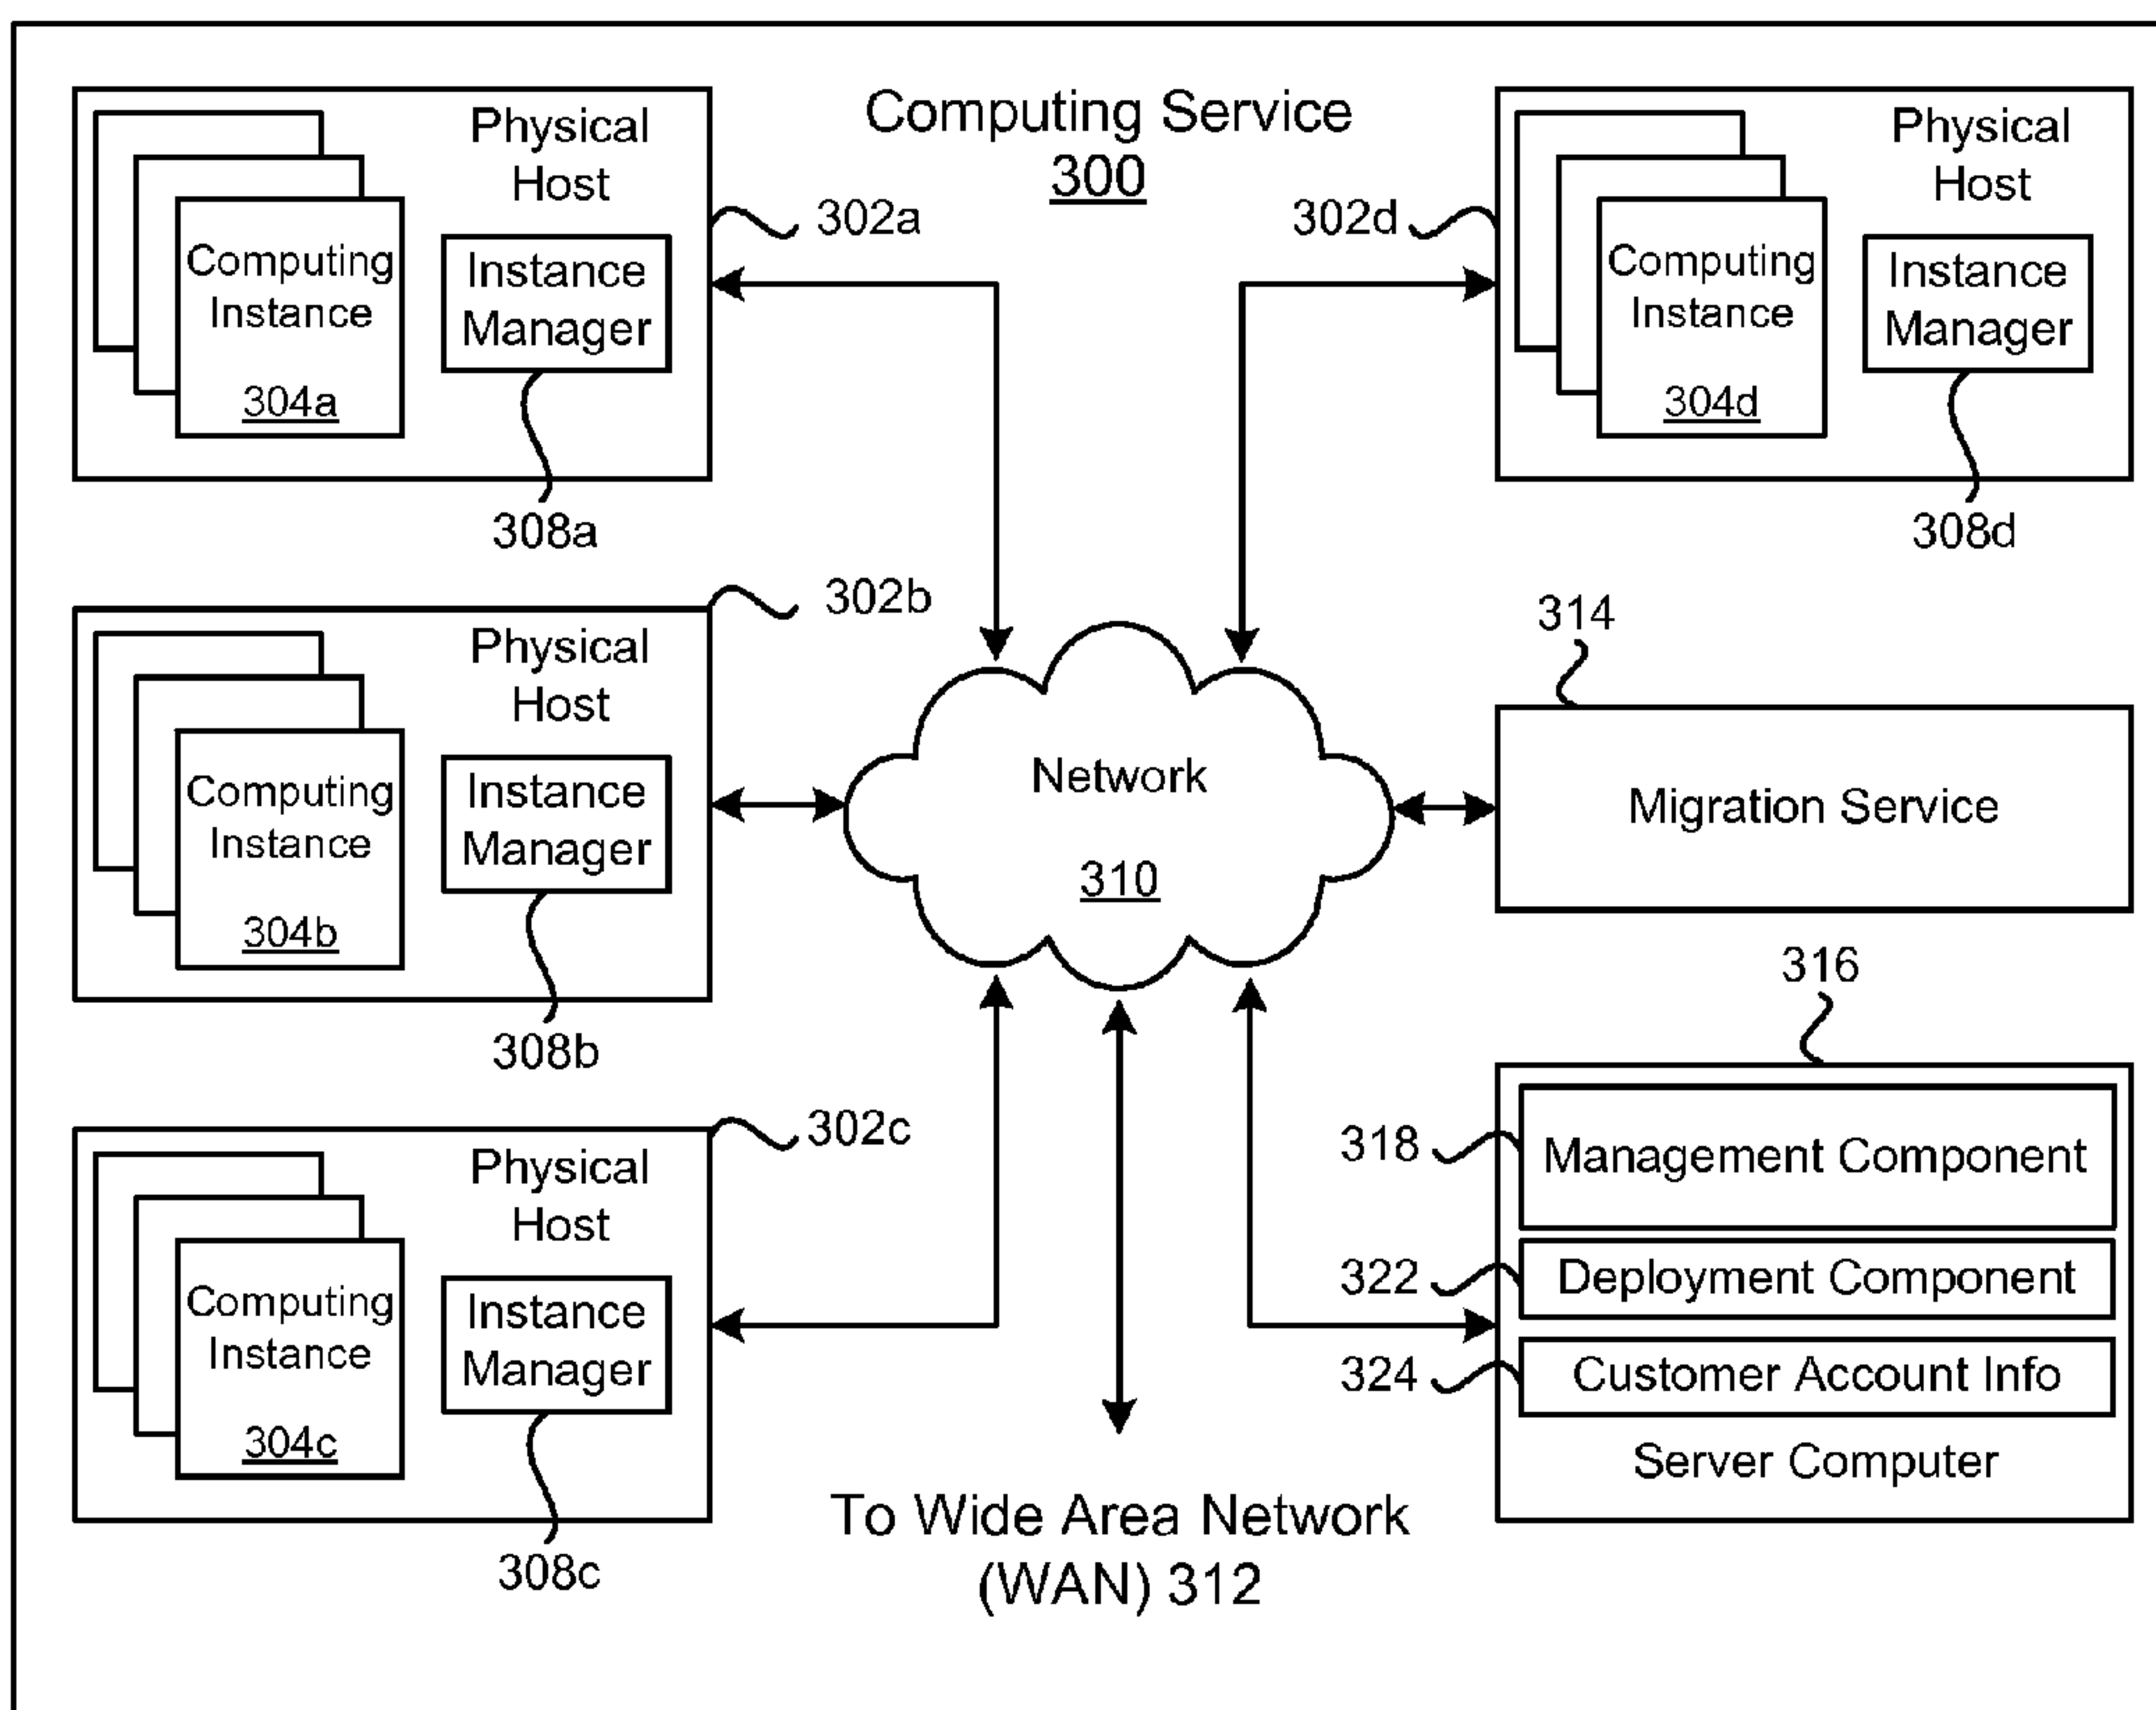 Computing Service
300
Physical
Host
Computing
Instance
304a
Instance
Manager
302a
308a
Physical
Host
Computing
Instance
304d
Instance
Manager
302d
308d
Physical
Host
Computing
Instance
304b
Instance
Manager
302b
308b
Network
310
314
Migration Service
Physical
Host
Computing
Instance
304c
Instance
Manager
302c
308c
316
318
Management Component
322
Deployment Component
324
Customer Account Info
Server Computer
To Wide Area Network
(WAN) 312